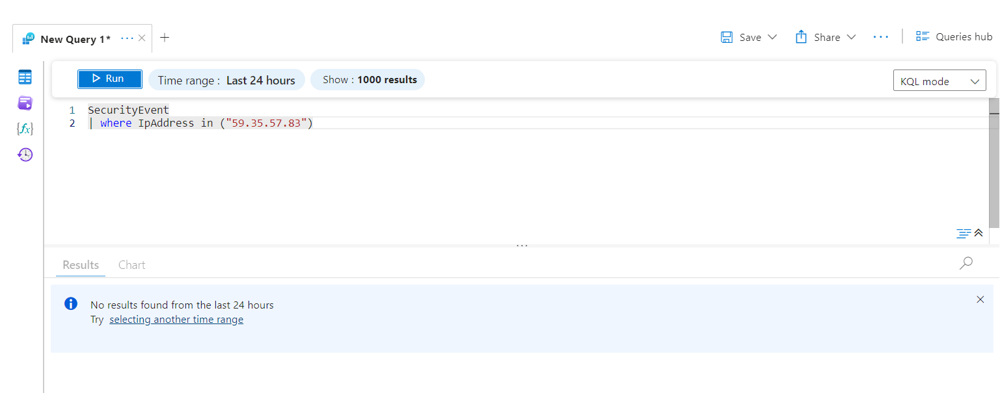 New Query 1* ··· × +
Save Share ··· Queries hub
Run Time range : Last 24 hours Show : 1000 results KQL mode
1 SecurityEvent
2 | where IpAddress in ("59.35.57.83")
{fx}
...
Results Chart
No results found from the last 24 hours
Try selecting another time range